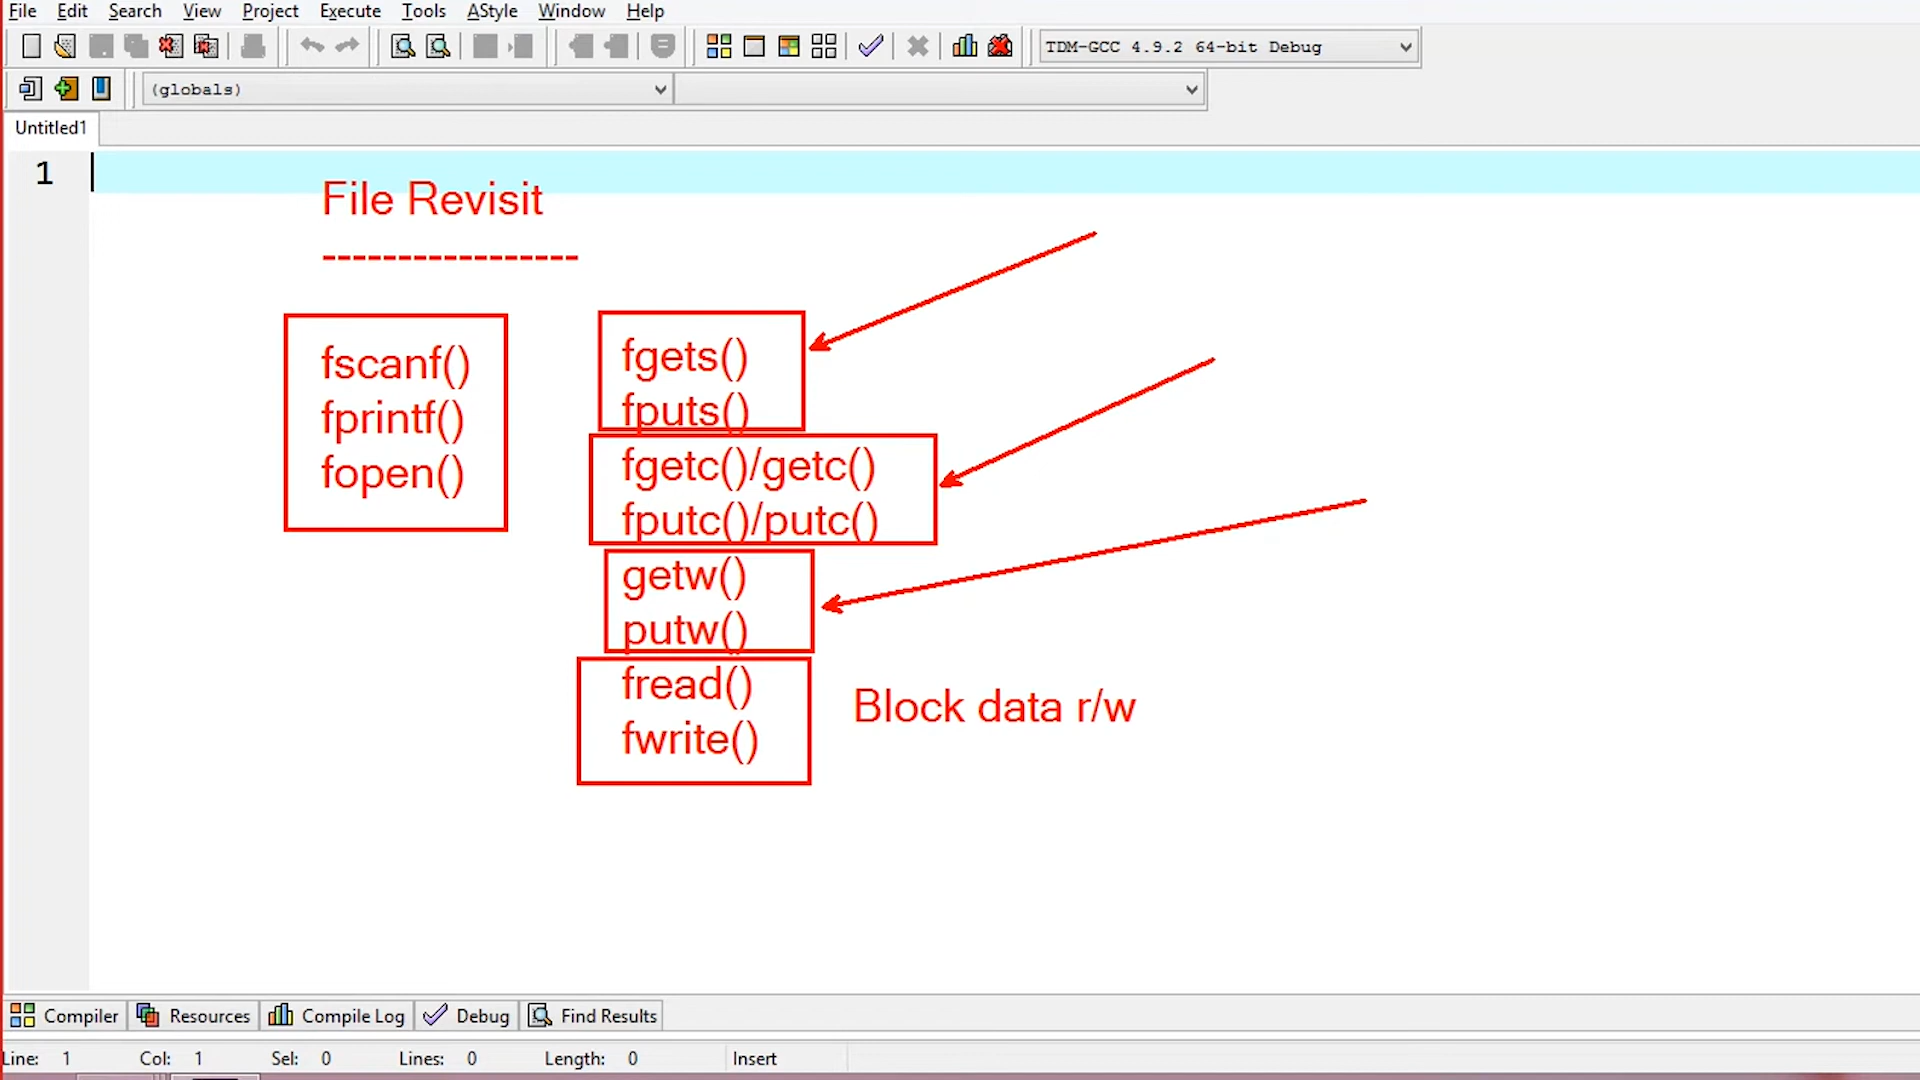 File Edit Search View Project Execute Tools AStyle Window Help
TDM-GCC 4.9.2 64-bit Debug
(globals)
Untitled1
1
File Revisit
-----------------
fscanf()
fprintf()
fopen()
fgets()
fputs()
fgetc()/getc()
fputc()/putc()
getw()
putw()
fread()
fwrite()
Block data r/w
Compiler Resources Compile Log Debug Find Results
Line: 1 Col: 1 Sel: 0 Lines: 0 Length: 0 Insert